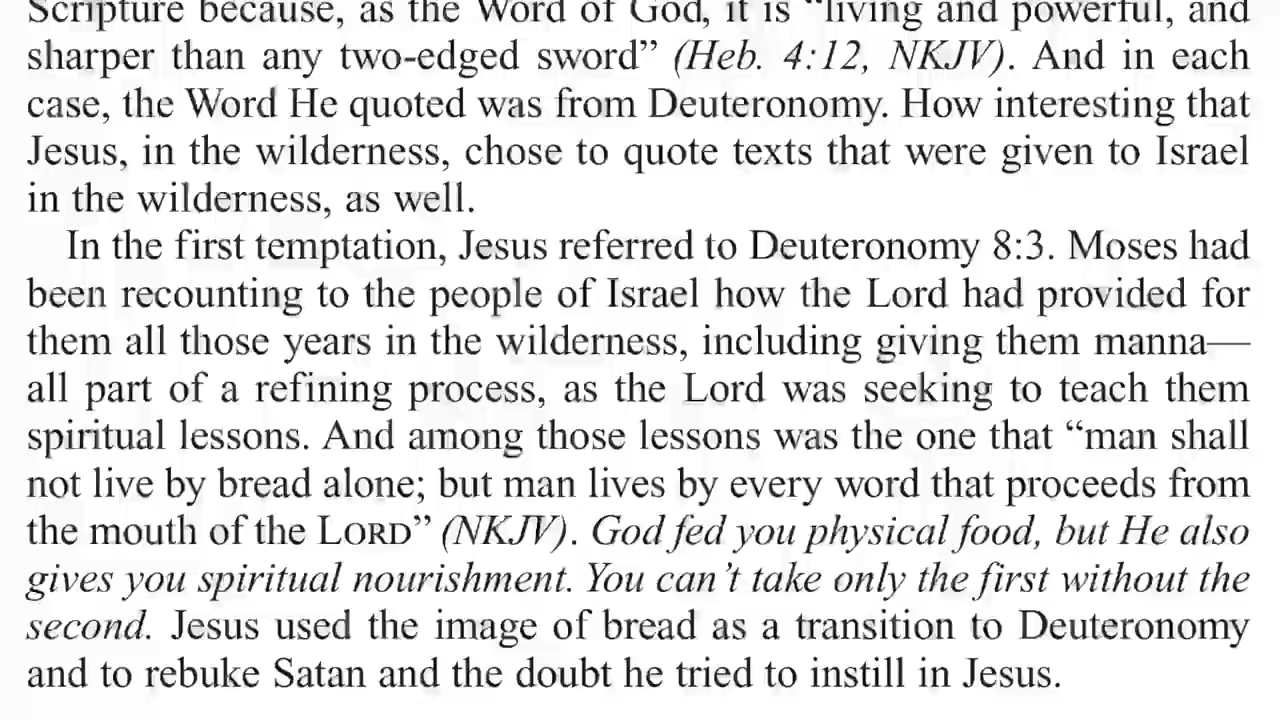 Scripture because, as the Word of God, it is “living and powerful, and
sharper than any two-edged sword” (Heb. 4:12, NKJV). And in each
case, the Word He quoted was from Deuteronomy. How interesting that
Jesus, in the wilderness, chose to quote texts that were given to Israel
in the wilderness, as well.
In the first temptation, Jesus referred to Deuteronomy 8:3. Moses had
been recounting to the people of Israel how the Lord had provided for
them all those years in the wilderness, including giving them manna—
all part of a refining process, as the Lord was seeking to teach them
spiritual lessons. And among those lessons was the one that “man shall
not live by bread alone; but man lives by every word that proceeds from
the mouth of the LORD” (NKJV). God fed you physical food, but He also
gives you spiritual nourishment. You can’t take only the first without the
second. Jesus used the image of bread as a transition to Deuteronomy
and to rebuke Satan and the doubt he tried to instill in Jesus.